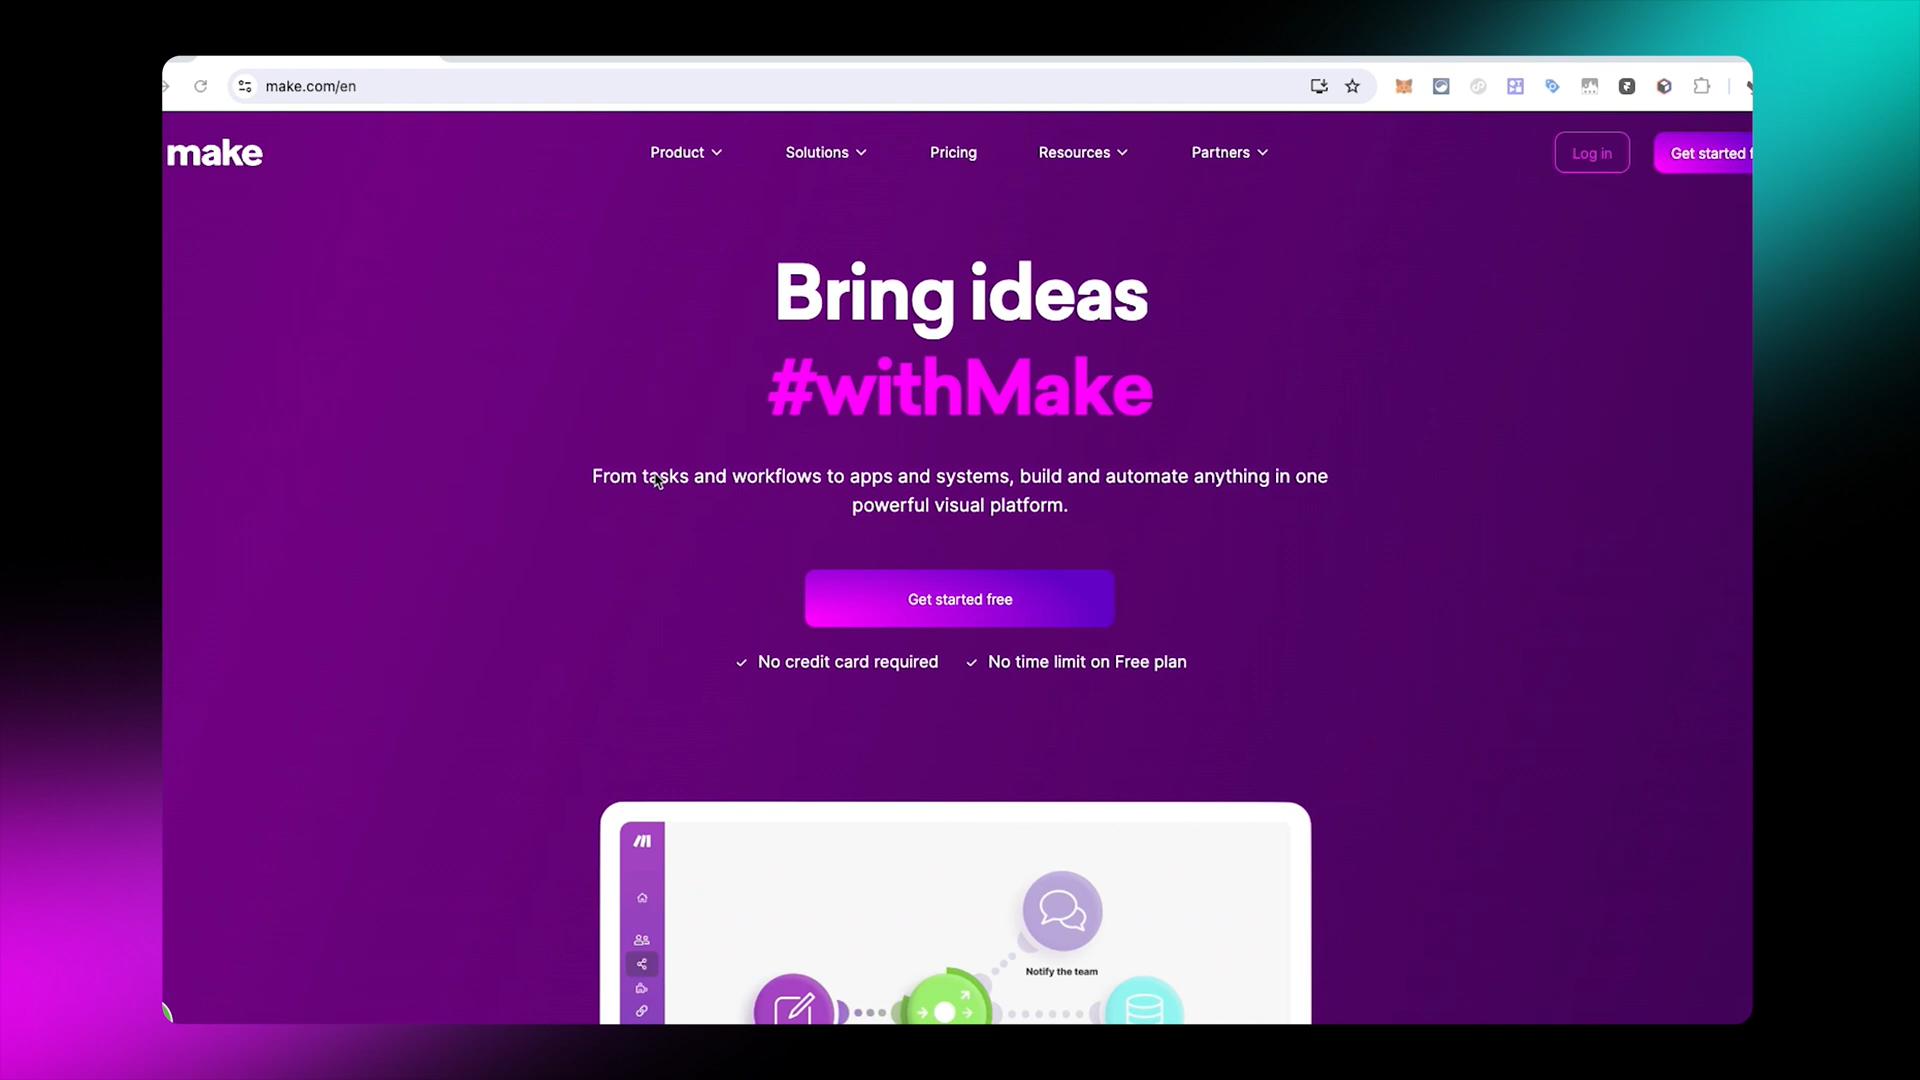 make.com/en
make
Product
Solutions
Pricing
Resources
Partners
Log in
Get started f
Bring ideas
#withMake
From tasks and workflows to apps and systems, build and automate anything in one
powerful visual platform.
Get started free
No credit card required
No time limit on Free plan
Notify the team